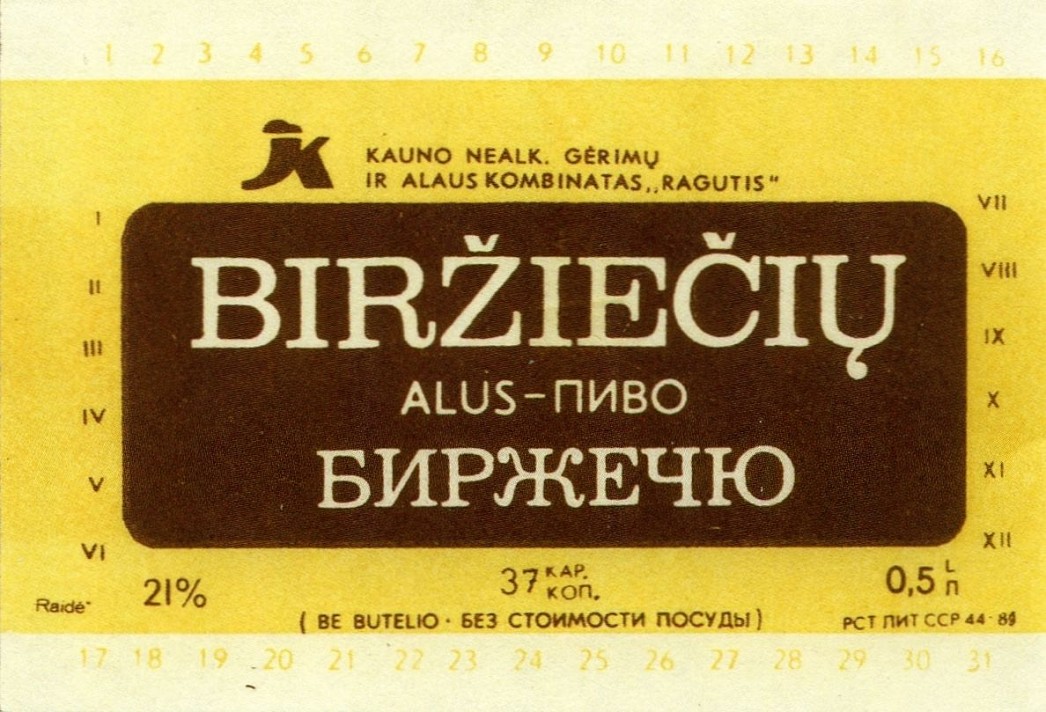 1 2 3 4 5 6 7 8 9 10 11 12 13 14 15 16
KAUNO NEALK. GĖRIMŲ
IR ALAUS KOMBINATAS „RAGUTIS“
I
II
III
IV
V
VI
BIRŽIEČIŲ
ALUS-ПИВО
БИРЖЕЧЮ
VII
VIII
IX
X
XI
XII
21%
37 KAP. КОП.
0,5 L Л
Raidė
( BE BUTELIO · БЕЗ СТОИМОСТИ ПОСУДЫ )
РСТ ЛИТ ССР 44-
17 18 19 20 21 22 23 24 25 26 27 28 29 30 31